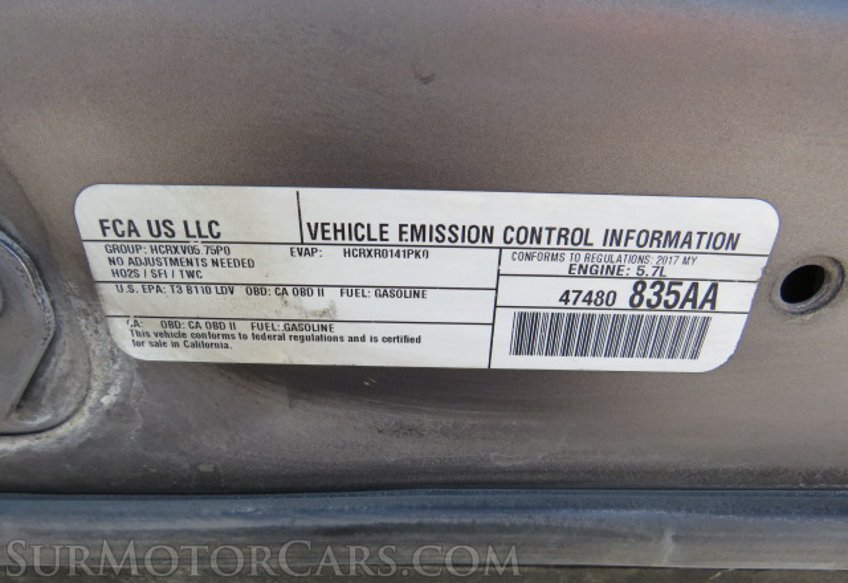 FCA US LLC
VEHICLE EMISSION CONTROL INFORMATION
GROUP: HCRXV05.75P0 EVAP: HCRXR0141PK0
NO ADJUSTMENTS NEEDED
HO2S / SFI / TWC
CONFORMS TO REGULATIONS: 2017 MY
ENGINE: 5.7L
U.S. EPA: T3 B110 LDV OBD: CA OBD II FUEL: GASOLINE
47480 835AA
CA: OBD: CA OBD II FUEL: GASOLINE
This vehicle conforms to federal regulations and is certified
for sale in California.
SurMotorCars.com